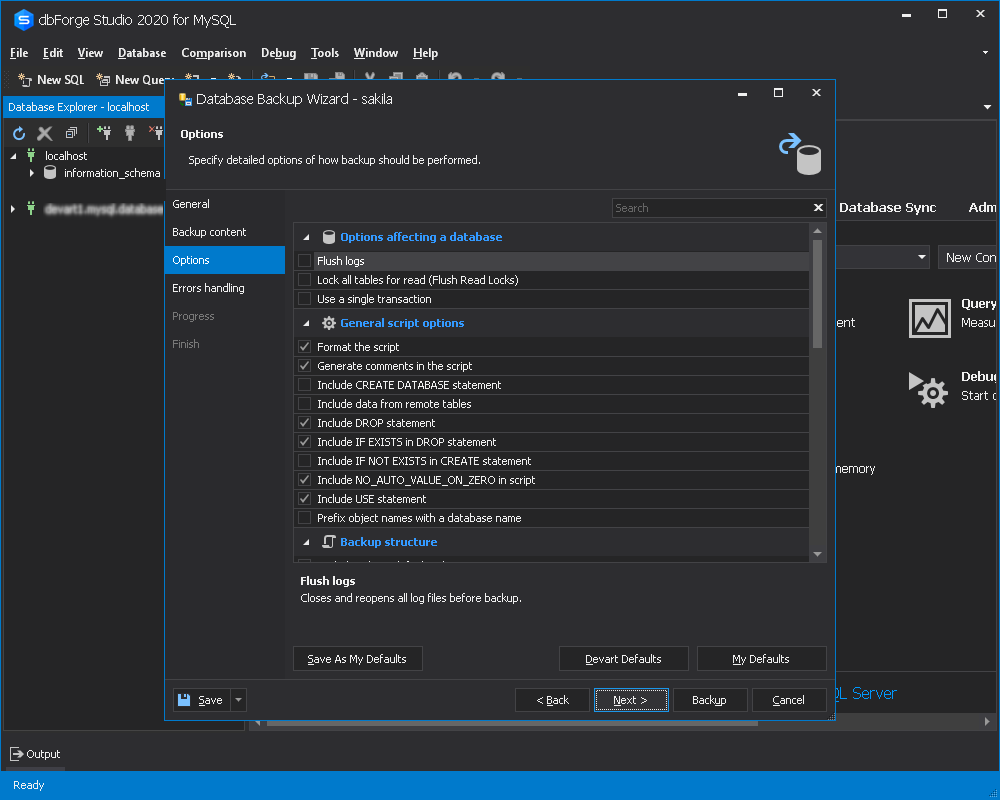 dbForge Studio 2020 for MySQL
File Edit View Database Comparison Debug Tools Window Help
New SQL New Query
Database Explorer - localhost
localhost
information_schema
Database Backup Wizard - sakila
Options
Specify detailed options of how backup should be performed.
General
Backup content
Options
Errors handling
Progress
Finish
Search
Options affecting a database
Flush logs
Lock all tables for read (Flush Read Locks)
Use a single transaction
General script options
Format the script
Generate comments in the script
Include CREATE DATABASE statement
Include data from remote tables
Include DROP statement
Include IF EXISTS in DROP statement
Include IF NOT EXISTS in CREATE statement
Include NO_AUTO_VALUE_ON_ZERO in script
Include USE statement
Prefix object names with a database name
Backup structure
Flush logs
Closes and reopens all log files before backup.
Save As My Defaults Devart Defaults My Defaults
Save < Back Next > Backup Cancel
Database Sync Adm
New Con
Query
ent Measu
Debug
Start
memory
QL Server
Output
Ready